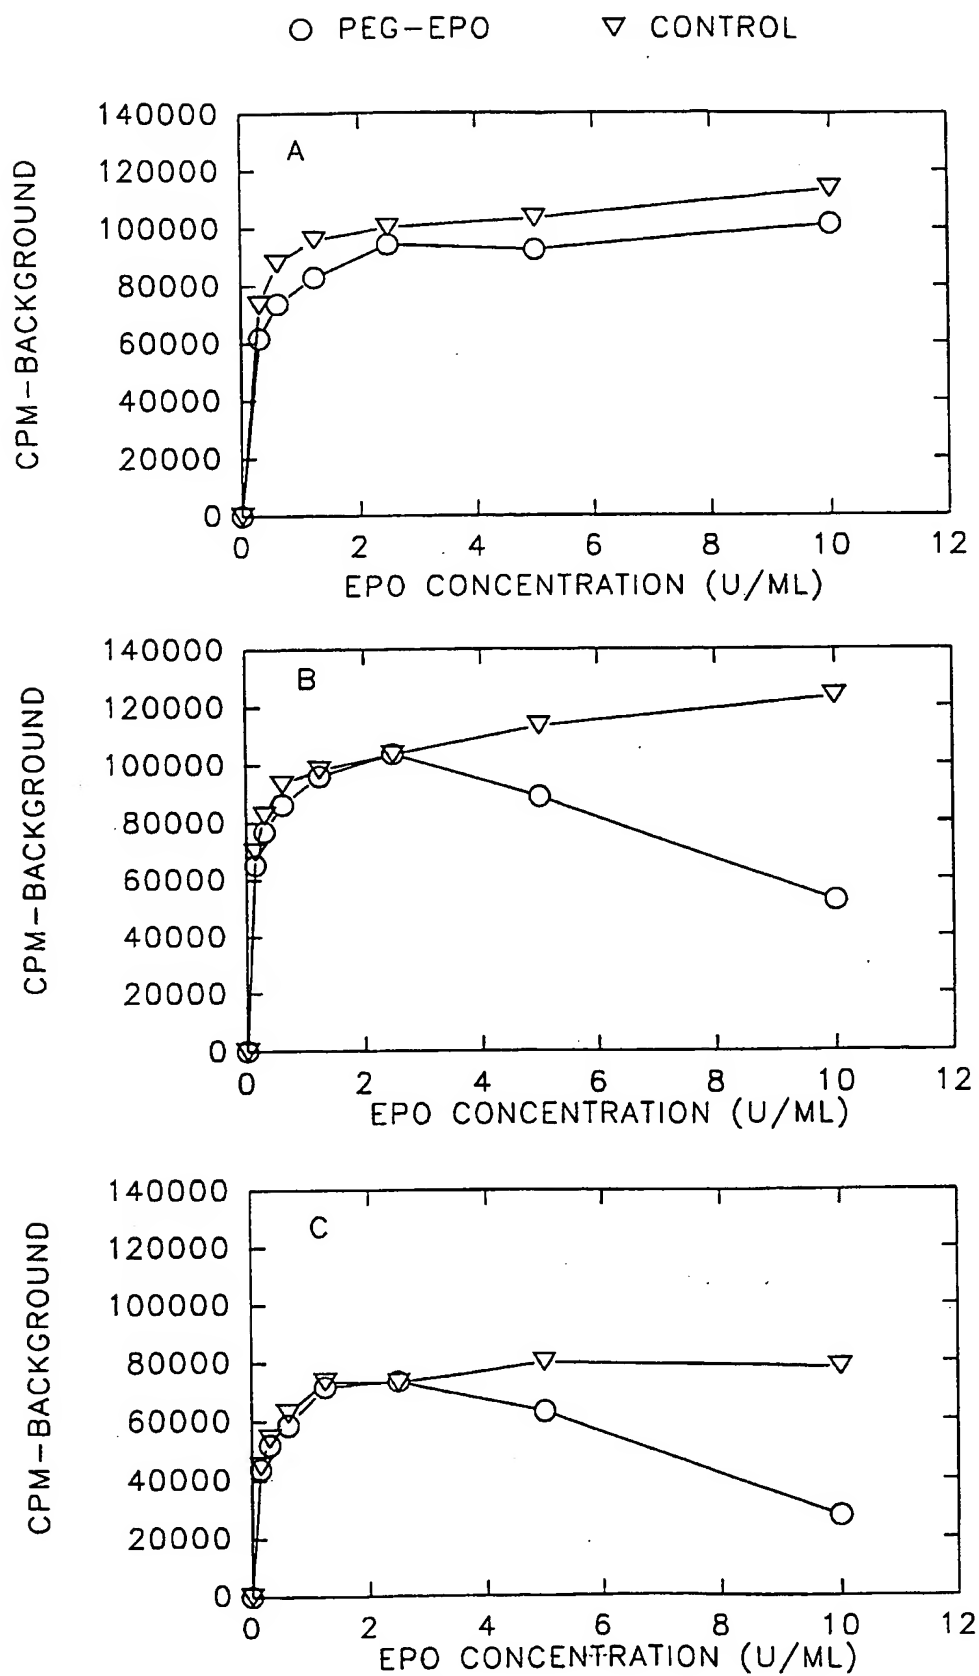 PEG-EPO CONTROL
A
140000
120000
100000
80000
60000
40000
20000
0
0 2 4 6 8 10 12
EPO CONCENTRATION (U/ML)
CPM-BACKGROUND
B
140000
120000
100000
80000
60000
40000
20000
0
0 2 4 6 8 10 12
EPO CONCENTRATION (U/ML)
CPM-BACKGROUND
C
140000
120000
100000
80000
60000
40000
20000
0
0 2 4 6 8 10 12
EPO CONCENTRATION (U/ML)
CPM-BACKGROUND